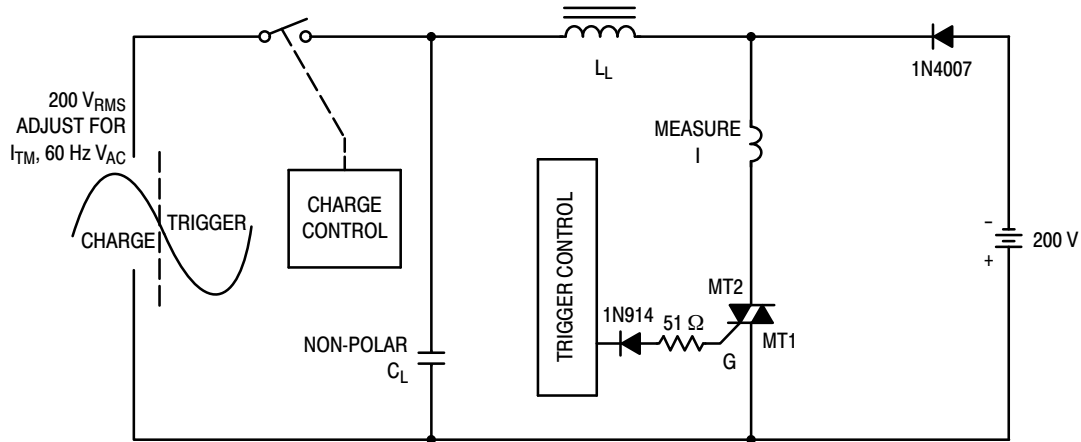 200 V_RMS
ADJUST FOR
I_TM, 60 Hz V_AC
CHARGE
TRIGGER
CHARGE
CONTROL
NON-POLAR
C_L
L_L
TRIGGER CONTROL
1N914
51 Ω
G
MEASURE
I
MT2
MT1
1N4007
-
+
200 V